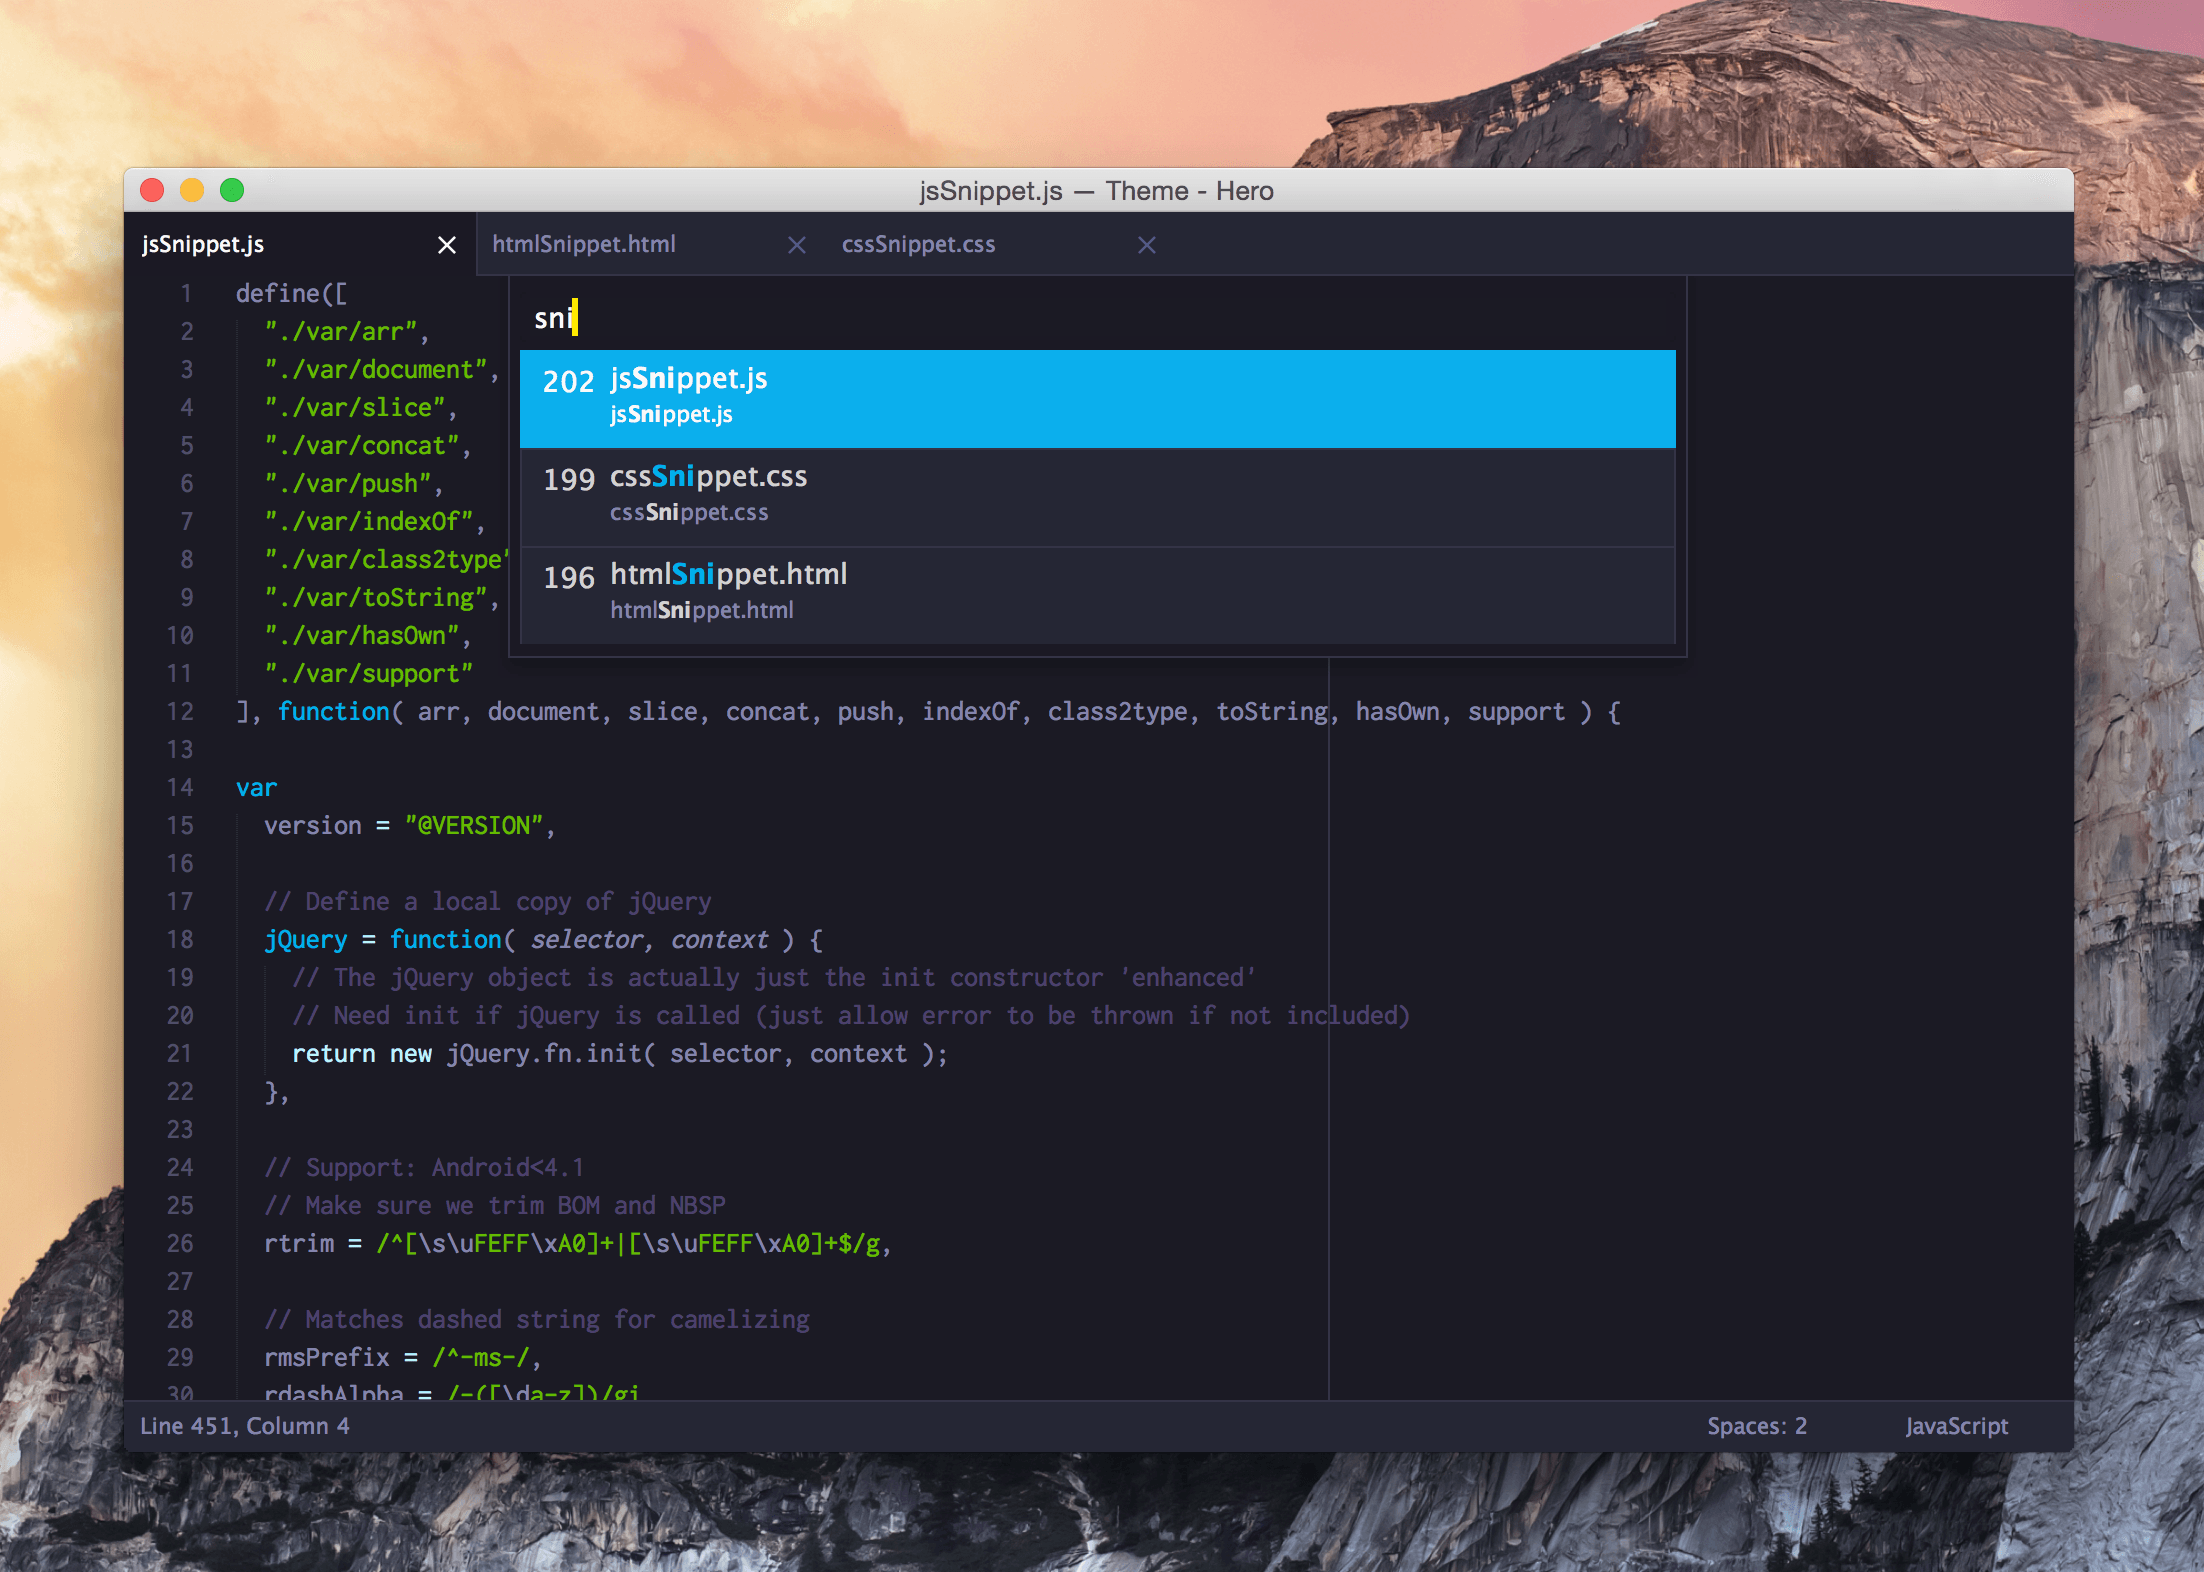 jsSnippet.js — Theme - Hero
jsSnippet.js htmlSnippet.html cssSnippet.css
sni
202 jsSnippet.js
jsSnippet.js
199 cssSnippet.css
cssSnippet.css
196 htmlSnippet.html
htmlSnippet.html
1 define([
2 "./var/arr",
3 "./var/document",
4 "./var/slice",
5 "./var/concat",
6 "./var/push",
7 "./var/indexOf",
8 "./var/class2type"
9 "./var/toString",
10 "./var/hasOwn",
11 "./var/support"
12 ], function( arr, document, slice, concat, push, indexOf, class2type, toString, hasOwn, support ) {
13
14 var
15 version = "@VERSION",
16
17 // Define a local copy of jQuery
18 jQuery = function( selector, context ) {
19 // The jQuery object is actually just the init constructor 'enhanced'
20 // Need init if jQuery is called (just allow error to be thrown if not included)
21 return new jQuery.fn.init( selector, context );
22 },
23
24 // Support: Android<4.1
25 // Make sure we trim BOM and NBSP
26 rtrim = /^[\s\uFEFF\xA0]+|[\s\uFEFF\xA0]+$/g,
27
28 // Matches dashed string for camelizing
29 rmsPrefix = /^-ms-/,
30 rdashAlpha = /-([\da-z])/gi
Line 451, Column 4 Spaces: 2 JavaScript